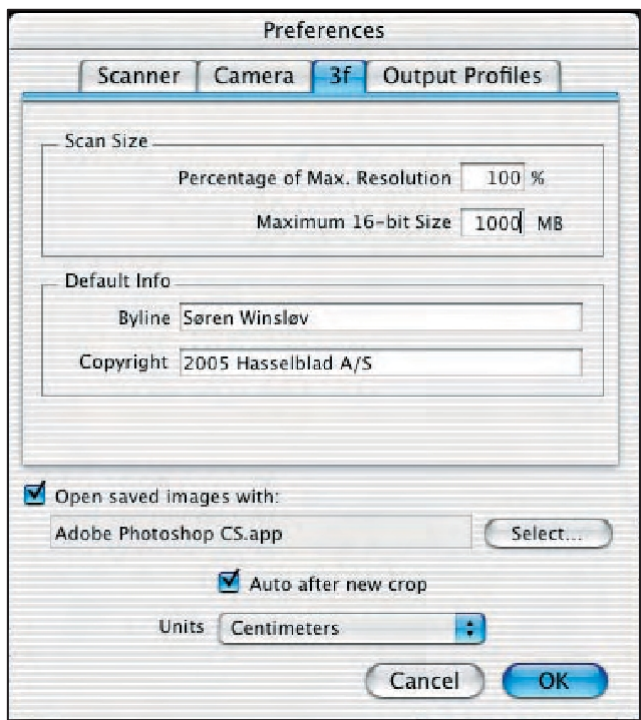 Preferences
Scanner Camera 3f Output Profiles
Scan Size
Percentage of Max. Resolution 100 %
Maximum 16-bit Size 1000 MB
Default Info
Byline Søren Winsløv
Copyright 2005 Hasselblad A/S
Open saved images with:
Adobe Photoshop CS.app Select...
Auto after new crop
Units Centimeters
Cancel OK